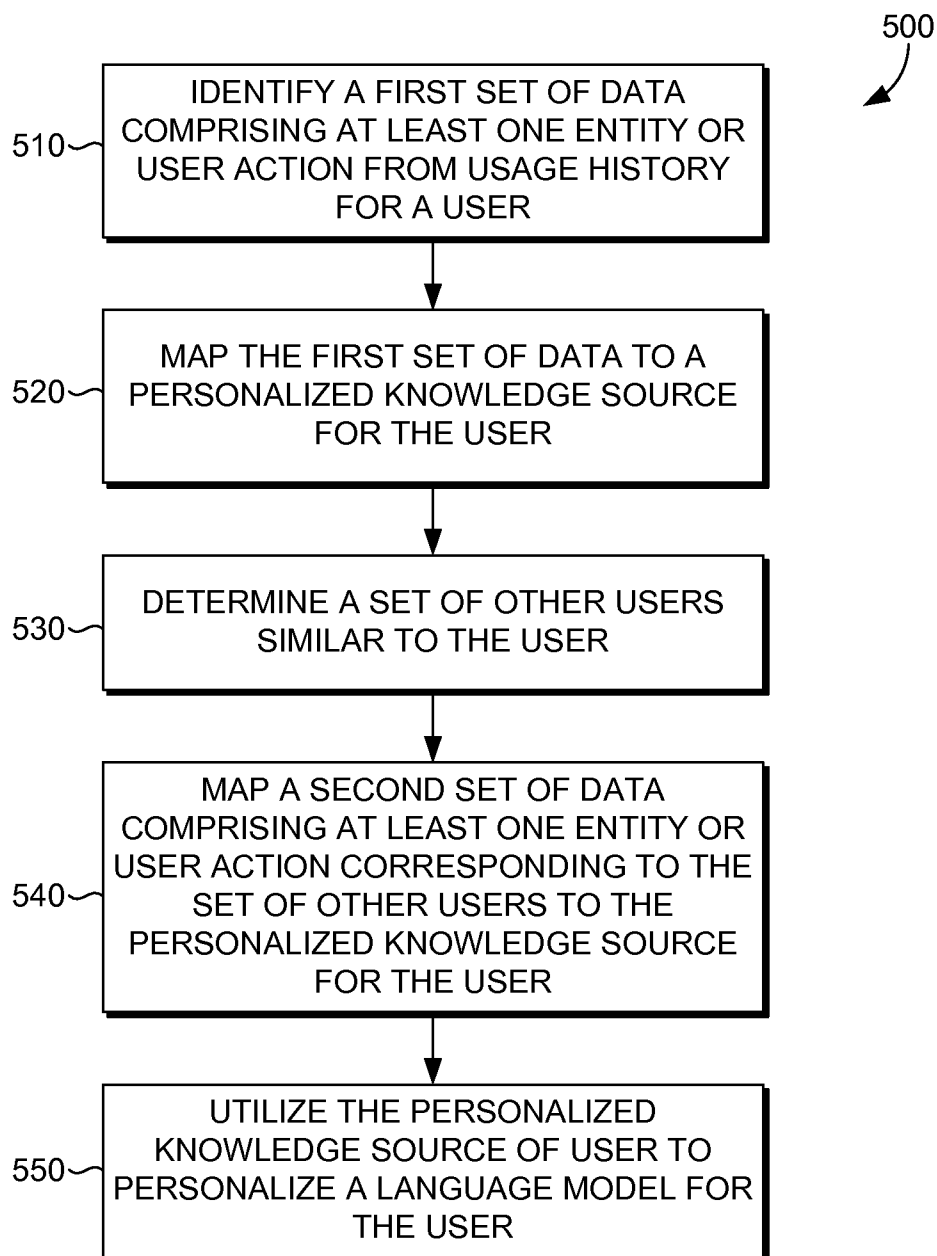 500
IDENTIFY A FIRST SET OF DATA
COMPRISING AT LEAST ONE ENTITY OR
USER ACTION FROM USAGE HISTORY
FOR A USER
510
MAP THE FIRST SET OF DATA TO A
PERSONALIZED KNOWLEDGE SOURCE
FOR THE USER
520
DETERMINE A SET OF OTHER USERS
SIMILAR TO THE USER
530
MAP A SECOND SET OF DATA
COMPRISING AT LEAST ONE ENTITY OR
USER ACTION CORRESPONDING TO THE
SET OF OTHER USERS TO THE
PERSONALIZED KNOWLEDGE SOURCE
FOR THE USER
540
UTILIZE THE PERSONALIZED
KNOWLEDGE SOURCE OF USER TO
PERSONALIZE A LANGUAGE MODEL FOR
THE USER
550